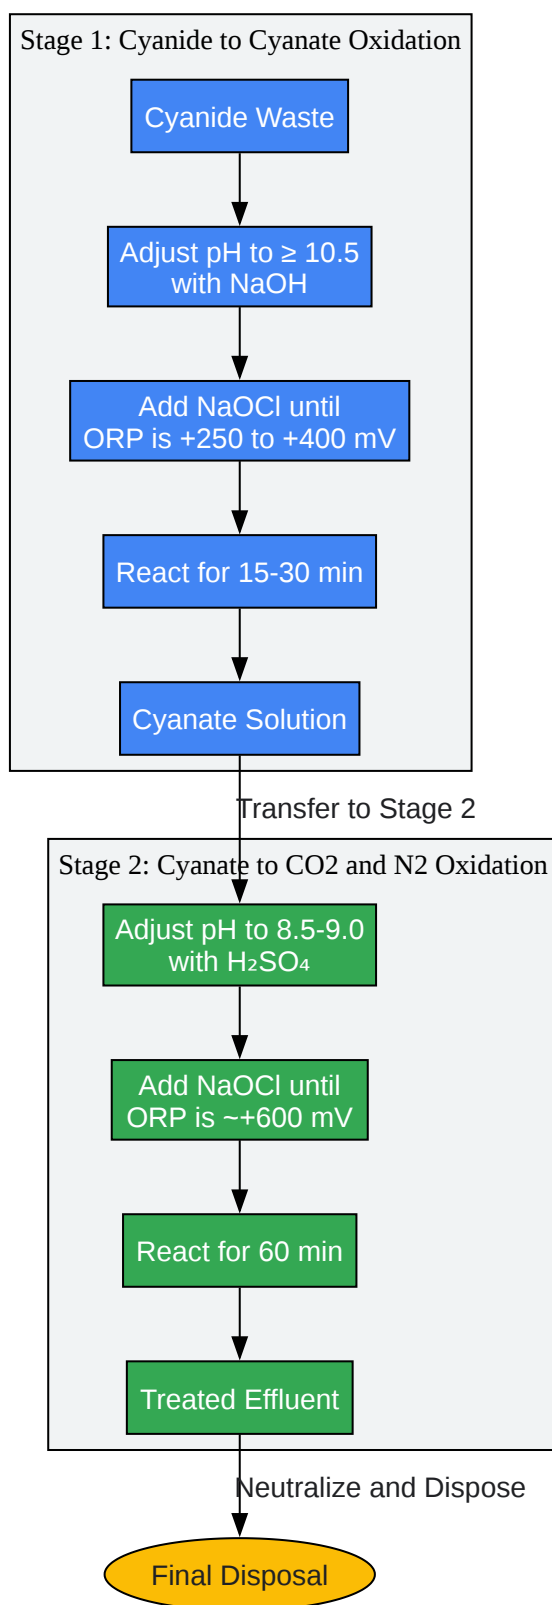 Stage 1: Cyanide to Cyanate Oxidation
Cyanide Waste
Adjust pH to ≥ 10.5
with NaOH
Add NaOCl until
ORP is +250 to +400 mV
React for 15-30 min
Cyanate Solution
Transfer to Stage 2
Stage 2: Cyanate to CO2 and N2 Oxidation
Adjust pH to 8.5-9.0
with H₂SO₄
Add NaOCl until
ORP is ~+600 mV
React for 60 min
Treated Effluent
Neutralize and Dispose
Final Disposal